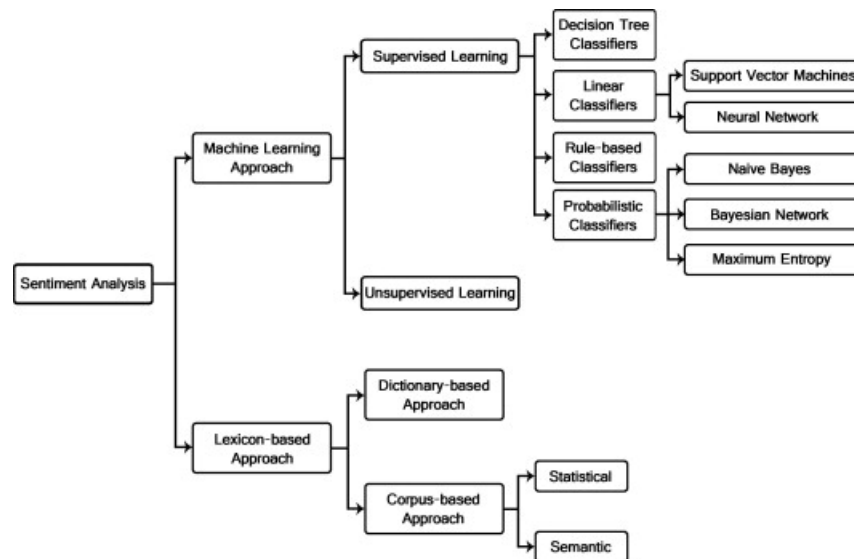 Decision Tree
Classifiers
Supervised Learning
Linear
Classifiers
Support Vector Machines
Neural Network
Machine Learning
Approach
Rule-based
Classifiers
Naive Bayes
Probabilistic
Classifiers
Bayesian Network
Maximum Entropy
Sentiment Analysis
Unsupervised Learning
Dictionary-based
Approach
Lexicon-based
Approach
Corpus-based
Approach
Statistical
Semantic